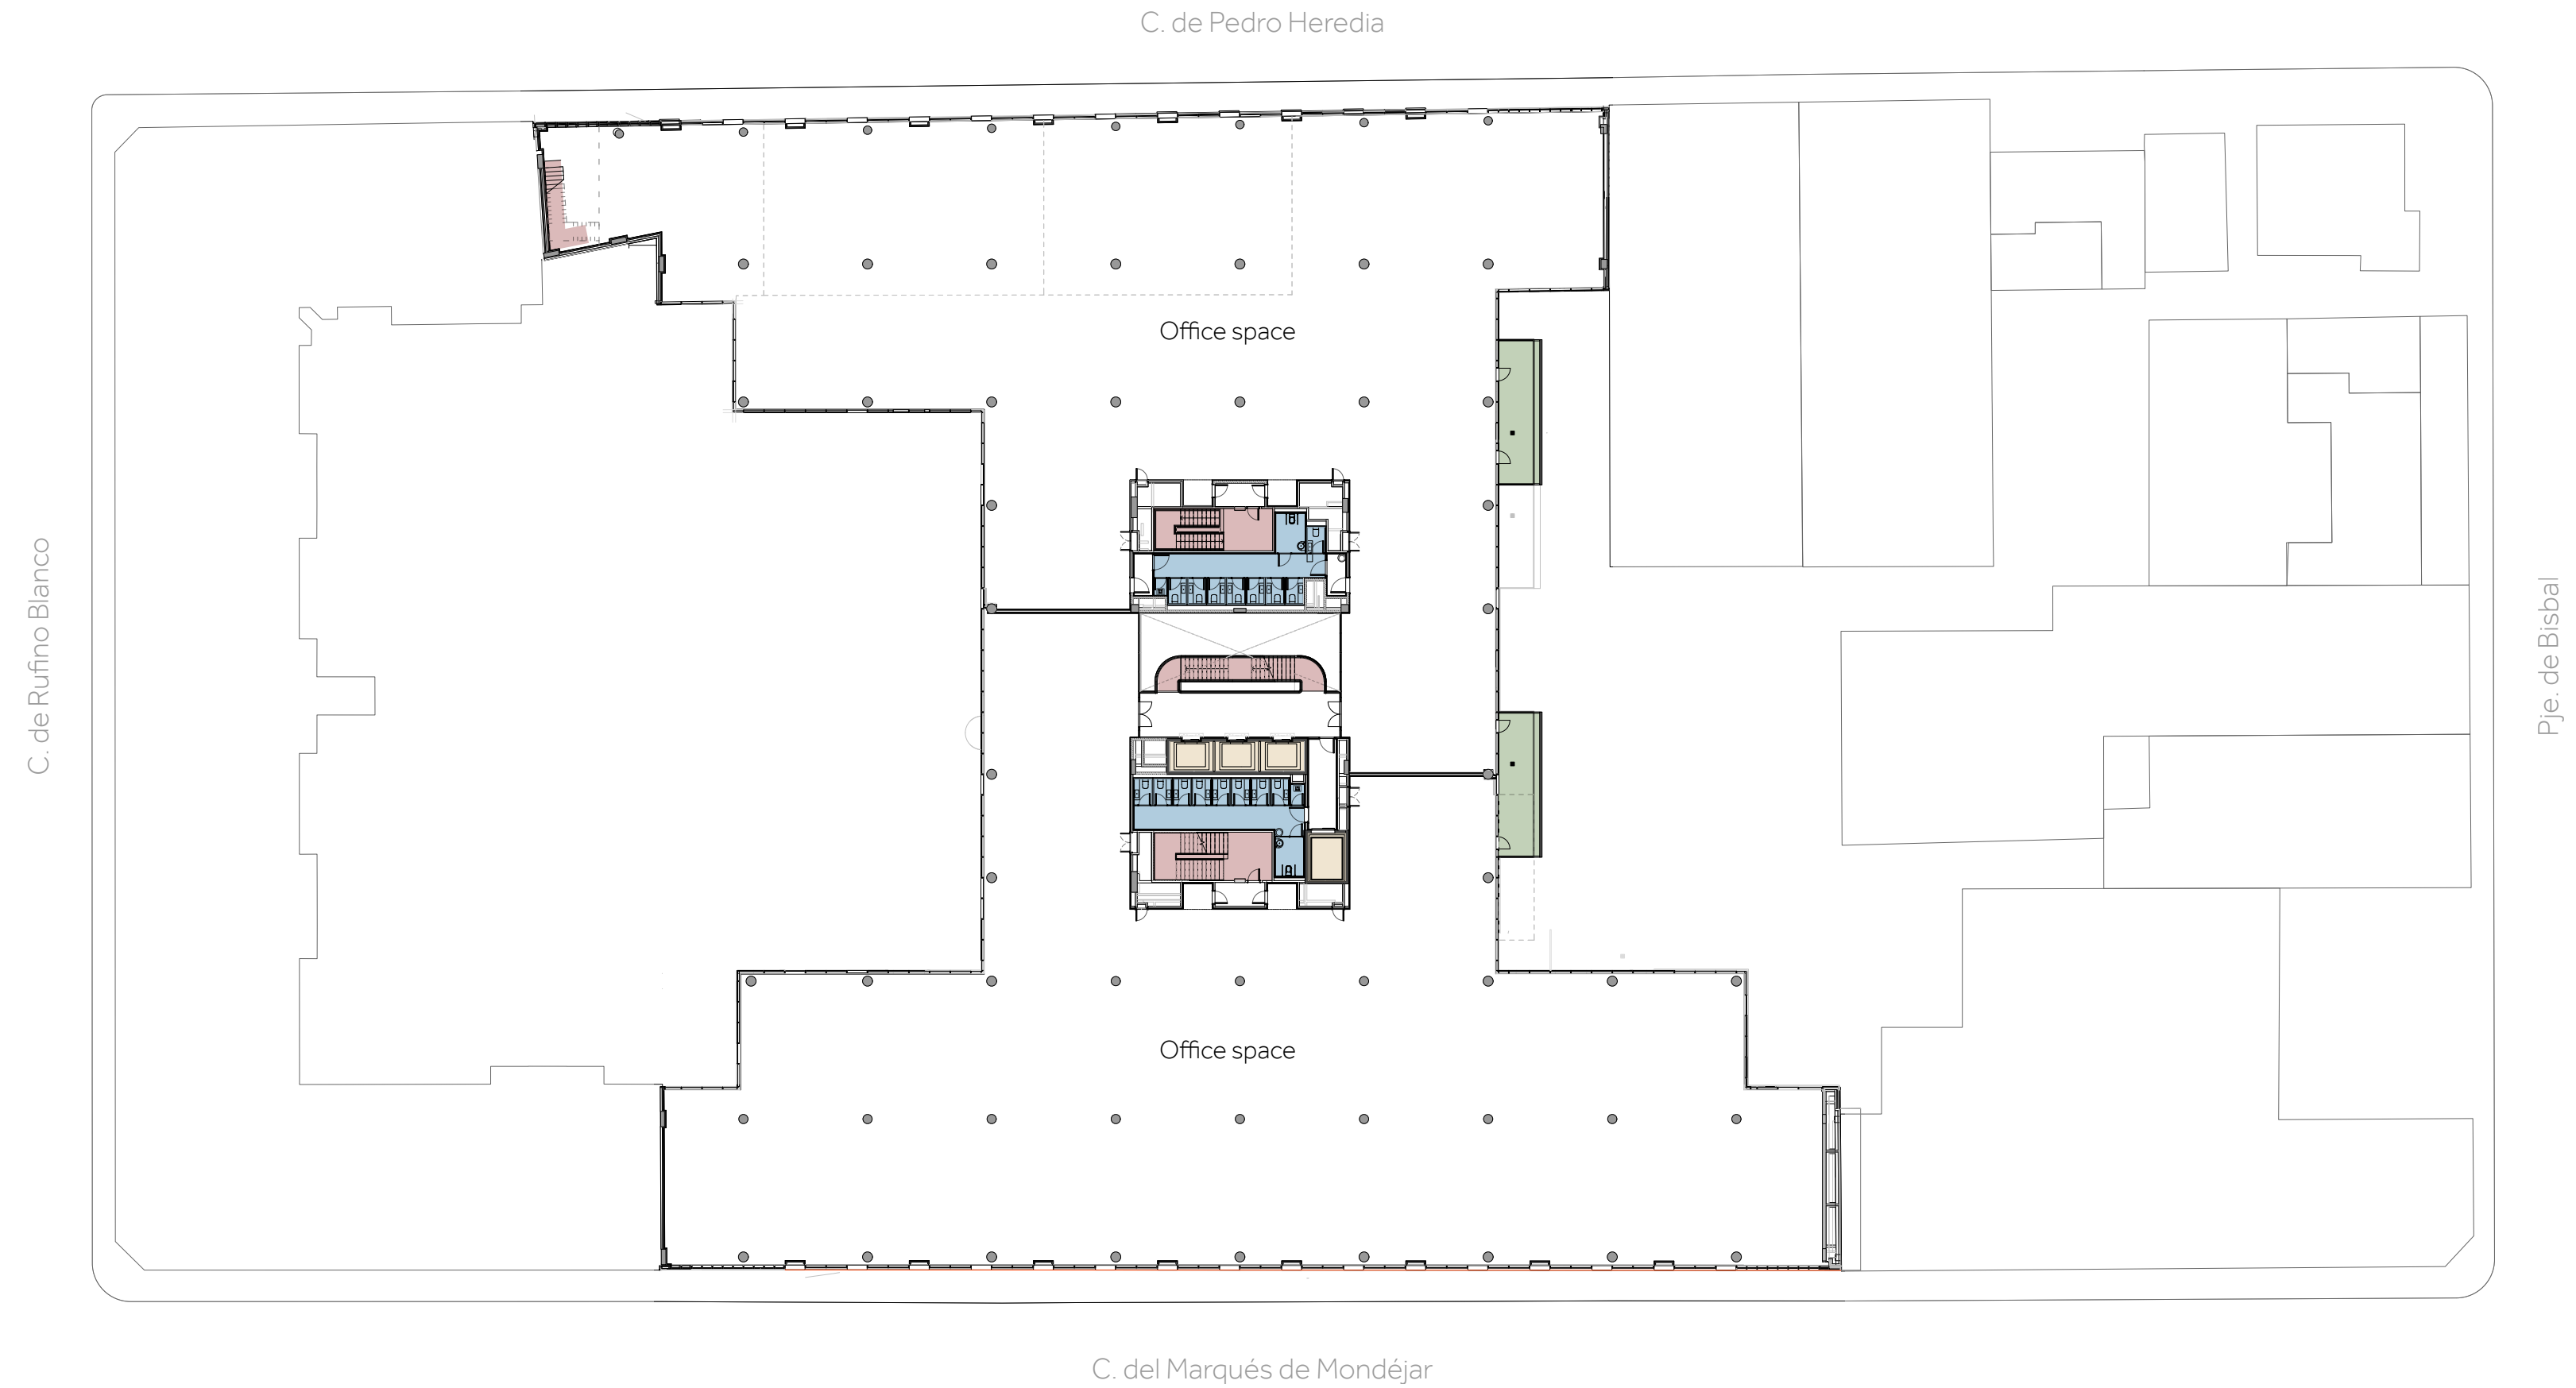 C. de Pedro Heredia
Office space
C. de Rufino Blanco
Pje. de Bisbal
Office space
C. del Marqués de Mondéjar